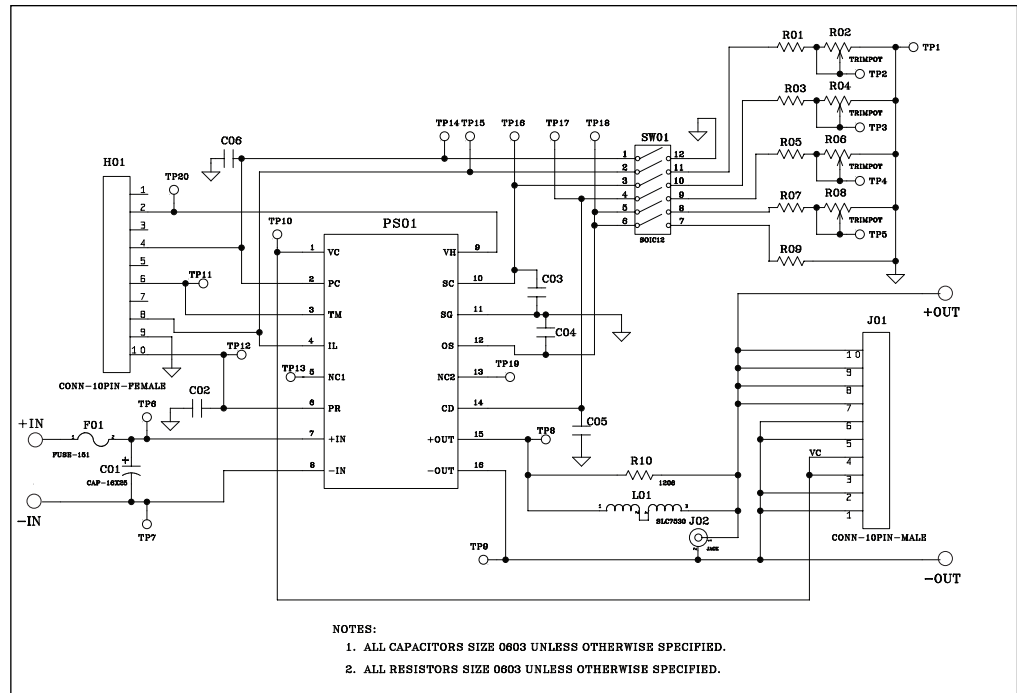 R01 R02
TRIMPOT
TP1
TP2
R03 R04
TRIMPOT
TP3
R05 R06
TRIMPOT
TP4
R07 R08
TRIMPOT
TP5
R09
TP14 TP15 TP16 TP17 TP18
SW01
1 12
2 11
3 10
4 9
5 8
6 7
SOIC12
C06
H01
1
2
3
4
5
6
7
8
9
10
CONN-10PIN-FEMALE
TP20
TP10
TP11
TP12
TP13
PS01
1 VC VH 9
2 PC SC 10
3 TM SG 11
4 IL OS 12
5 NC1 NC2 13
6 PR CD 14
7 +IN +OUT 15
8 -IN -OUT 16
C03
C04
TP19
C05
C02
TP6
+IN
F01
1 2
FUSE-151
C01
+
CAP-16X25
-IN
TP7
TP8
R10
1206
L01
1 3
SLC7530
J02
JACK
TP9
+OUT
J01
10
9
8
7
6
5
VC
4
3
2
1
CONN-10PIN-MALE
-OUT
NOTES:
1. ALL CAPACITORS SIZE 0603 UNLESS OTHERWISE SPECIFIED.
2. ALL RESISTORS SIZE 0603 UNLESS OTHERWISE SPECIFIED.